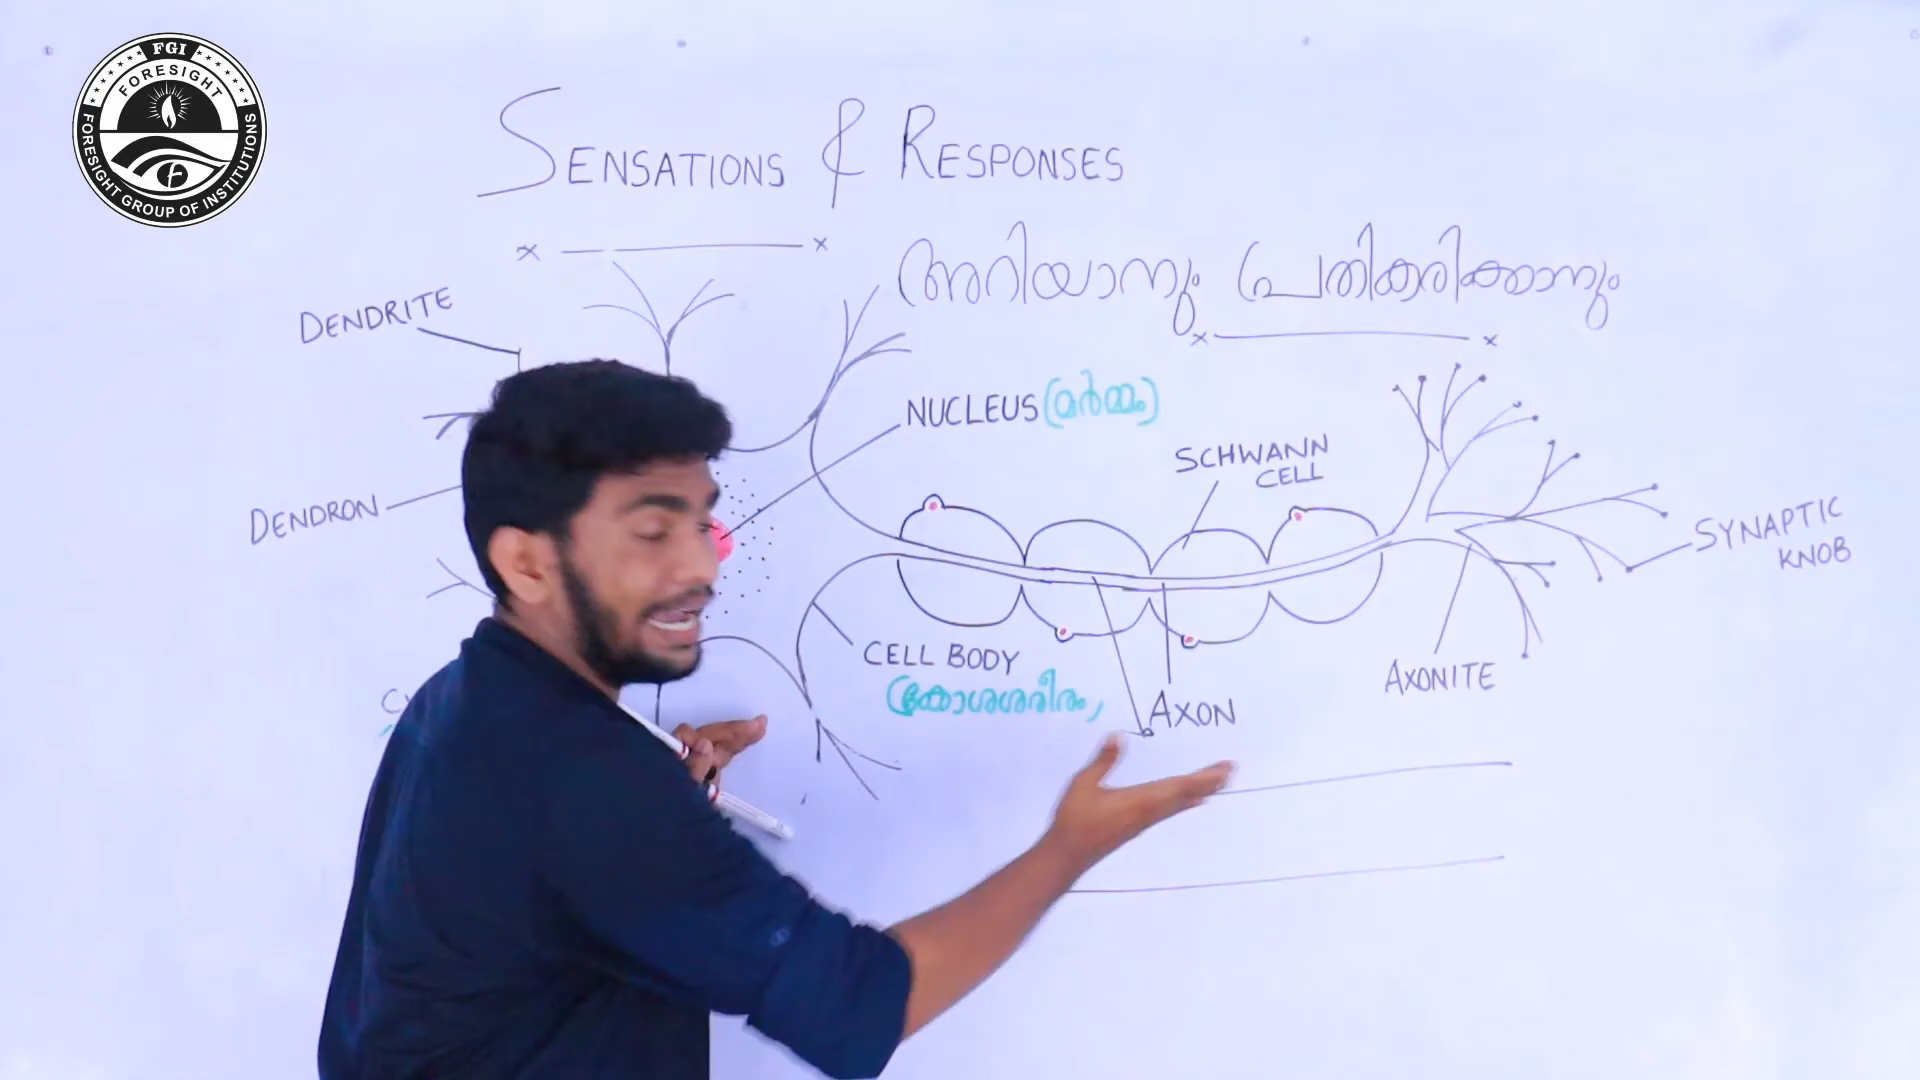 FGI
FORESIGHT
FORESIGHT GROUP OF INSTITUTIONS
SENSATIONS & RESPONSES
അറിയാനും പ്രതികരിക്കാനും
DENDRITE
NUCLEUS (മർമ്മം)
SCHWANN
CELL
DENDRON
SYNAPTIC
KNOB
CELL BODY
(കോശശരീരം)
AXON
AXONITE